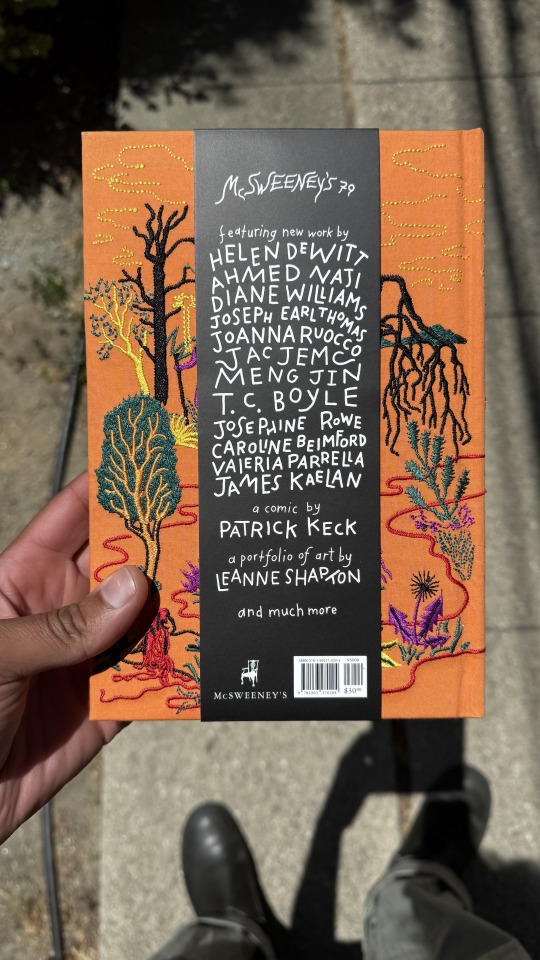 McSWEENEY'S 79
featuring new work by
HELEN DEWITT
AHMED NAJI
DIANE WILLIAMS
JOSEPH EARL THOMAS
JOANNA RUOCCO
JAC JEMC
MENG JIN
T.C. BOYLE
JOSEPHINE ROWE
CAROLINE BEIMFORD
VALERIA PARRELLA
JAMES KAELAN
a comic by
PATRICK KECK
a portfolio of art by
LEANNE SHAPTON
and much more
McSWEENEY'S
$30.00